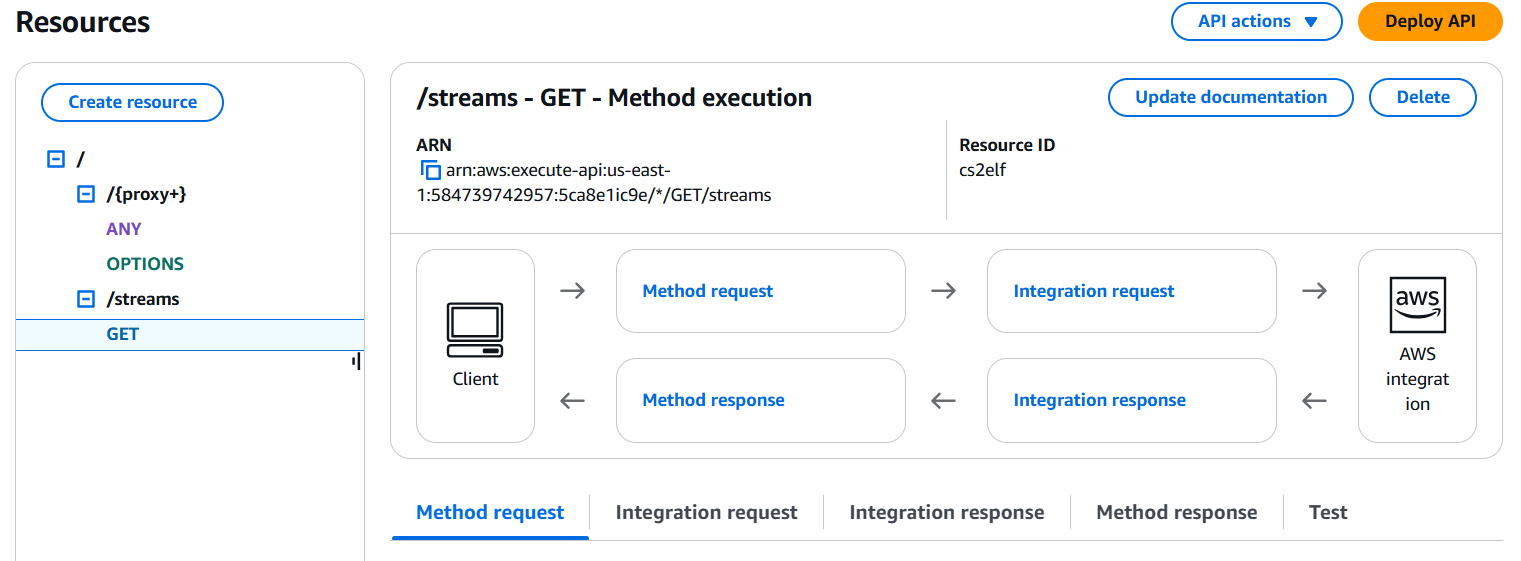 Resources
API actions
Deploy API
Create resource
/
/{proxy+}
ANY
OPTIONS
/streams
GET
/streams - GET - Method execution
Update documentation
Delete
ARN
arn:aws:execute-api:us-east-
1:584739742957:5ca8e1ic9e/*/GET/streams
Resource ID
cs2elf
Client
Method request
Integration request
Method response
Integration response
aws
AWS
integrat
ion
Method request
Integration request
Integration response
Method response
Test